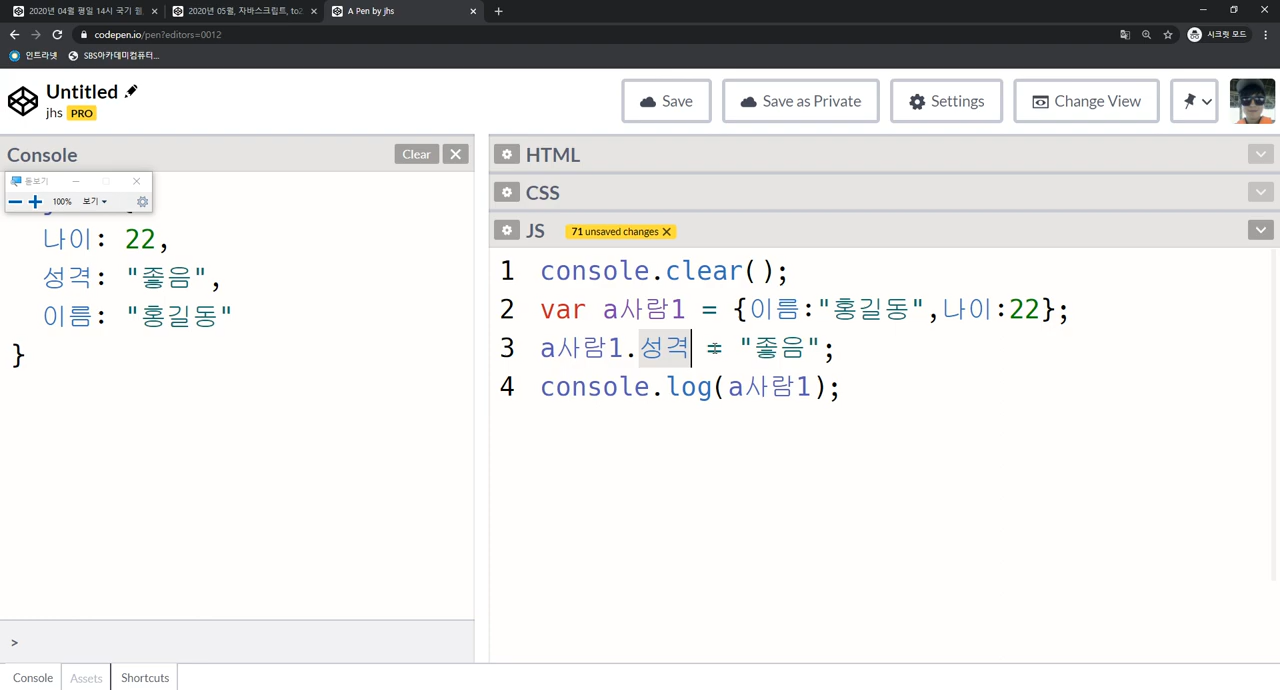 2020년 04월 평일 14시 국기 원,
2020년 05월, 자바스크립트, to2
A Pen by jhs
codepen.io/pen?editors=0012
시크릿 모드
인트라넷
SBS아카데미컴퓨터...
Untitled
jhs PRO
Save
Save as Private
Settings
Change View
Console
Clear
돋보기
100%
보기
나이: 22,
성격: "좋음",
이름: "홍길동"
}
>
HTML
CSS
JS
71 unsaved changes
1 console.clear();
2 var a사람1 = {이름:"홍길동",나이:22};
3 a사람1.성격 = "좋음";
4 console.log(a사람1);
Console
Assets
Shortcuts